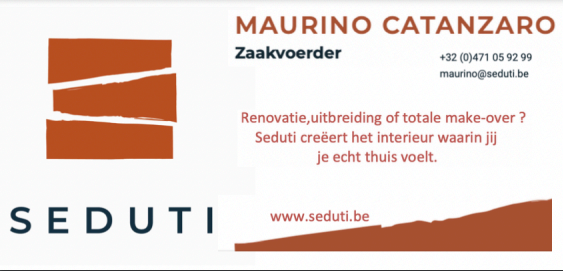 MAURINO CATANZARO
Zaakvoerder
+32 (0)471 05 92 99
maurino@seduti.be
Renovatie,uitbreiding of totale make-over ?
Seduti creëert het interieur waarin jij
je echt thuis voelt.
SEDUTI
www.seduti.be